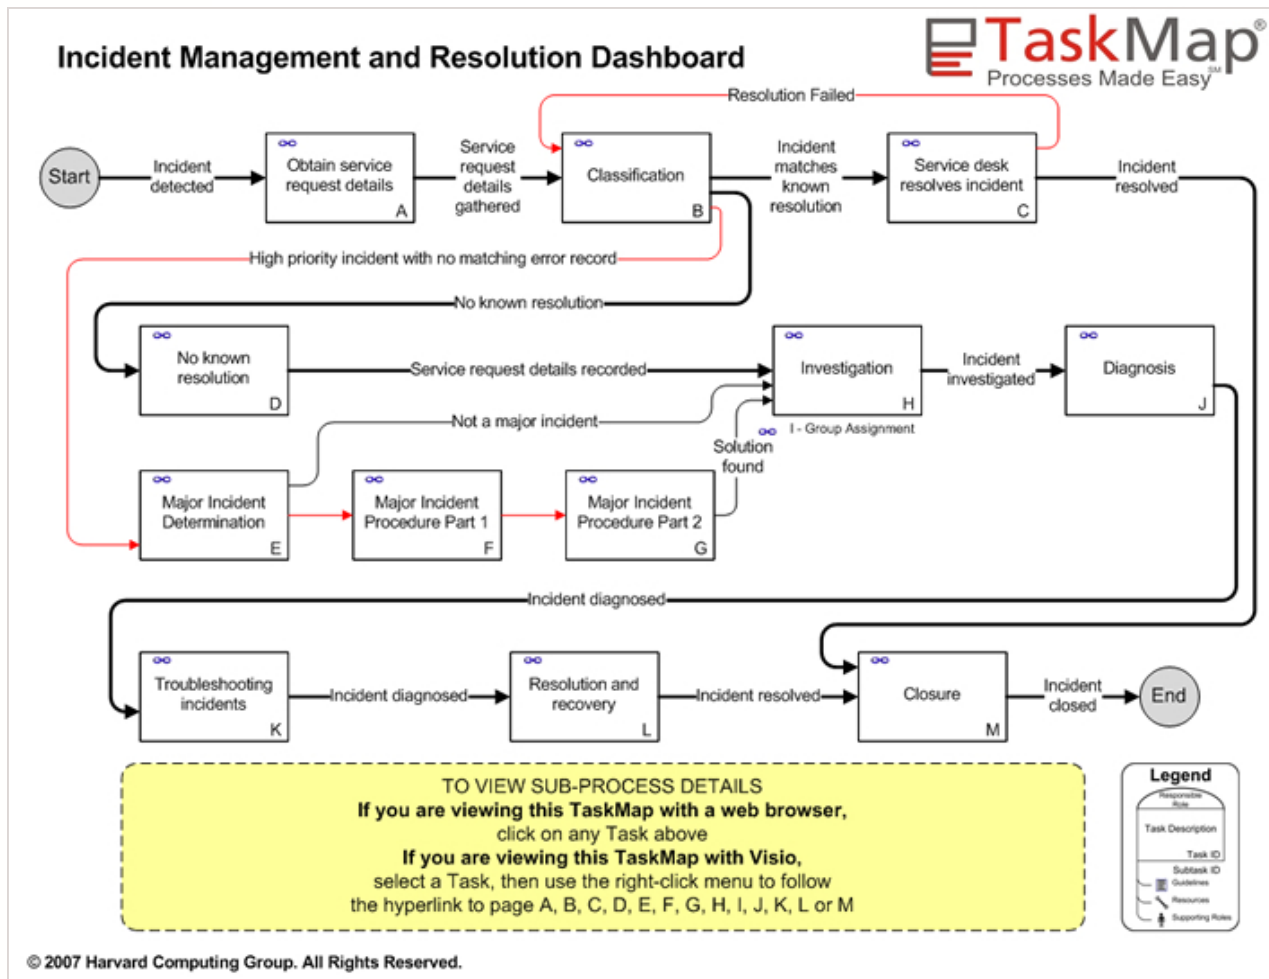 Incident Management and Resolution Dashboard
TaskMap®
Processes Made Easy℠
Resolution Failed
Start
Incident
detected
Obtain service
request details
A
Service
request
details
gathered
Classification
B
Incident
matches
known
resolution
Service desk
resolves incident
C
Incident
resolved
High priority incident with no matching error record
No known resolution
No known
resolution
D
Service request details recorded
Investigation
H
I - Group Assignment
Incident
investigated
Diagnosis
J
Not a major incident
Solution
found
Major Incident
Determination
E
Major Incident
Procedure Part 1
F
Major Incident
Procedure Part 2
G
Incident diagnosed
Troubleshooting
incidents
K
Incident diagnosed
Resolution and
recovery
L
Incident resolved
Closure
M
Incident
closed
End
TO VIEW SUB-PROCESS DETAILS
If you are viewing this TaskMap with a web browser,
click on any Task above
If you are viewing this TaskMap with Visio,
select a Task, then use the right-click menu to follow
the hyperlink to page A, B, C, D, E, F, G, H, I, J, K, L or M
Legend
Responsible
Role
Task Description
Task ID
Subtask ID
Guidelines
Resources
Supporting Roles
© 2007 Harvard Computing Group. All Rights Reserved.